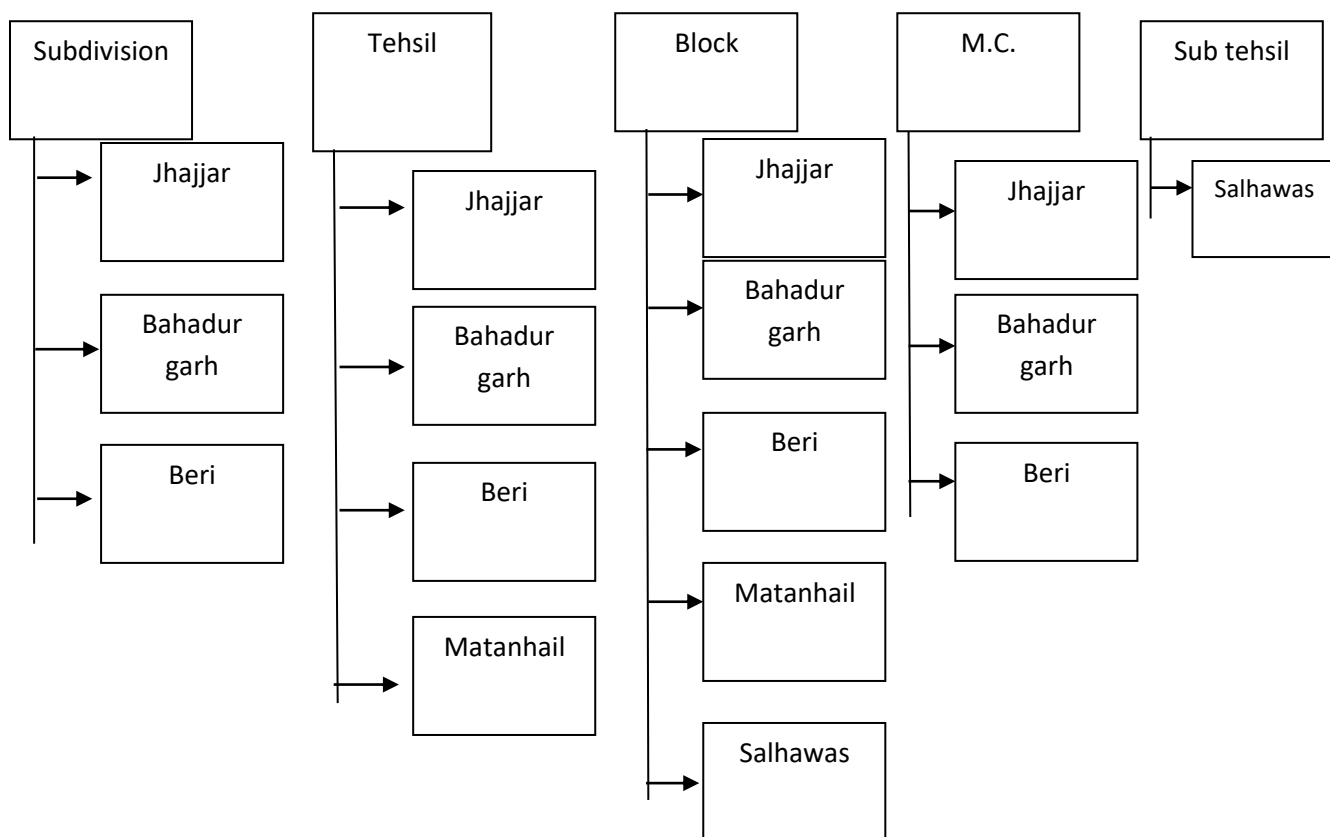 Subdivision
Jhajjar
Bahadur
garh
Beri
Tehsil
Jhajjar
Bahadur
garh
Beri
Matanhail
Block
Jhajjar
Bahadur
garh
Beri
Matanhail
Salhawas
M.C.
Jhajjar
Bahadur
garh
Beri
Sub tehsil
Salhawas